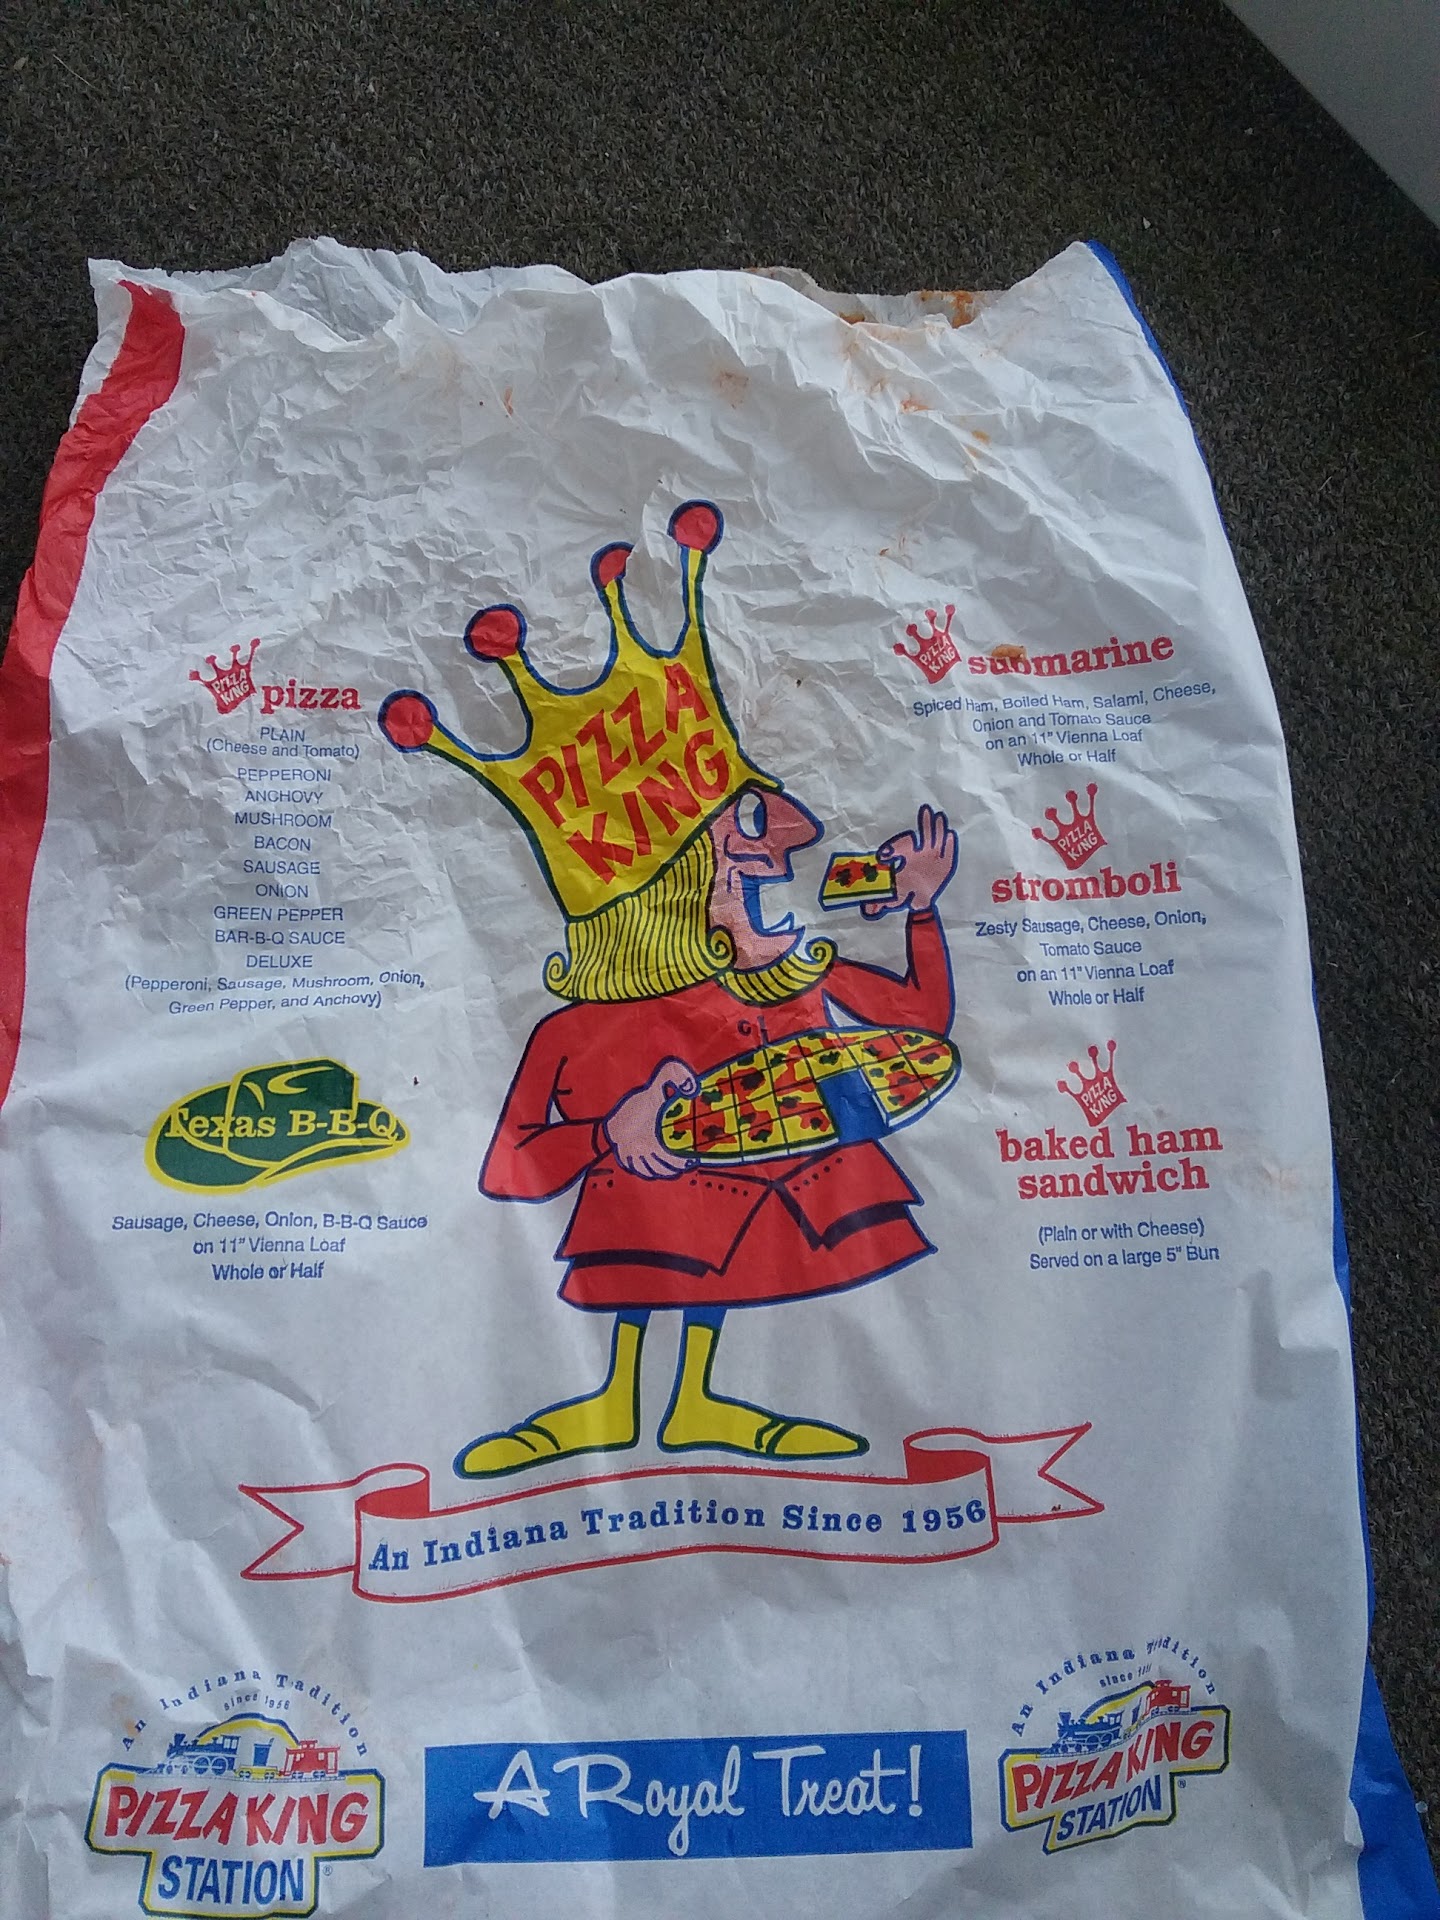 PIZZA
KING
pizza
PLAIN
(Cheese and Tomato)
PEPPERONI
ANCHOVY
MUSHROOM
BACON
SAUSAGE
ONION
GREEN PEPPER
BAR-B-Q SAUCE
DELUXE
(Pepperoni, Sausage, Mushroom, Onion,
Green Pepper, and Anchovy)
Texas B-B-Q
Sausage, Cheese, Onion, B-B-Q Sauce
on 11" Vienna Loaf
Whole or Half
PIZZA
KING
PIZZA
KING
submarine
Spiced Ham, Boiled Ham, Salami, Cheese,
Onion and Tomato Sauce
on an 11" Vienna Loaf
Whole or Half
PIZZA
KING
stromboli
Zesty Sausage, Cheese, Onion,
Tomato Sauce
on an 11" Vienna Loaf
Whole or Half
PIZZA
KING
baked ham
sandwich
(Plain or with Cheese)
Served on a large 5" Bun
An Indiana Tradition Since 1956
An Indiana Tadition
since 1956
PIZZA KING
STATION®
A Royal Treat!
An Indiana Tradition
since
PIZZA KING
STATION®